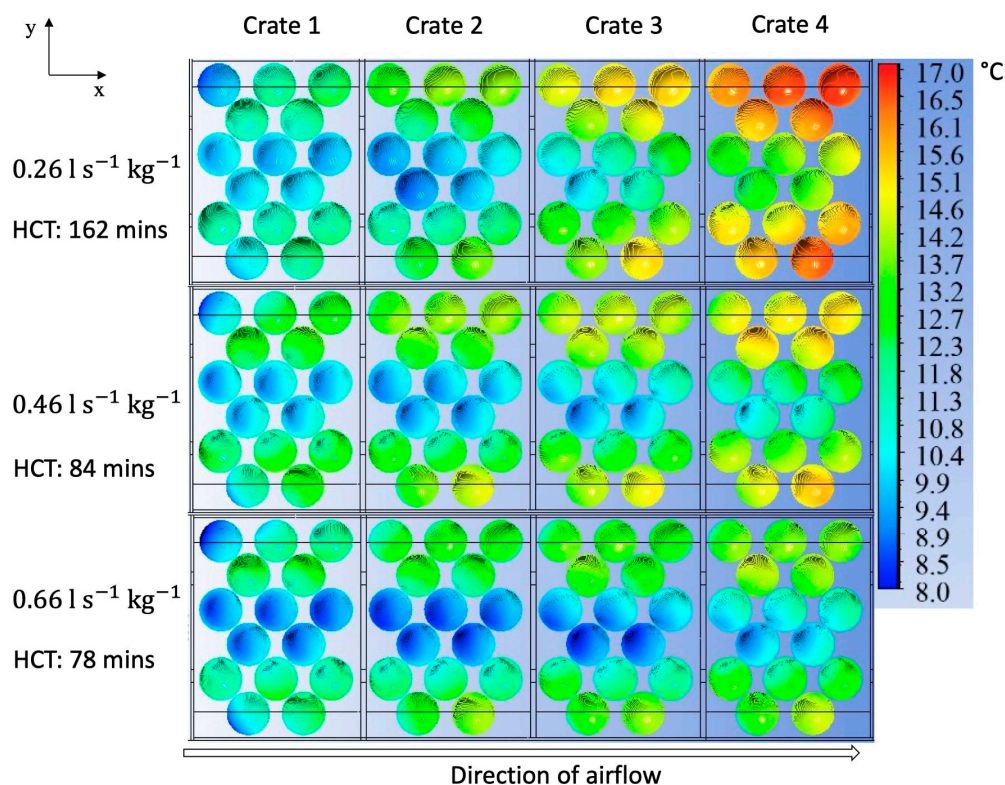 y
x
Crate 1
Crate 2
Crate 3
Crate 4
°C
0.26 l s⁻¹ kg⁻¹
HCT: 162 mins
0.46 l s⁻¹ kg⁻¹
HCT: 84 mins
0.66 l s⁻¹ kg⁻¹
HCT: 78 mins
17.0
16.5
16.1
15.6
15.1
14.6
14.2
13.7
13.2
12.7
12.3
11.8
11.3
10.8
10.4
9.9
9.4
8.9
8.5
8.0
Direction of airflow